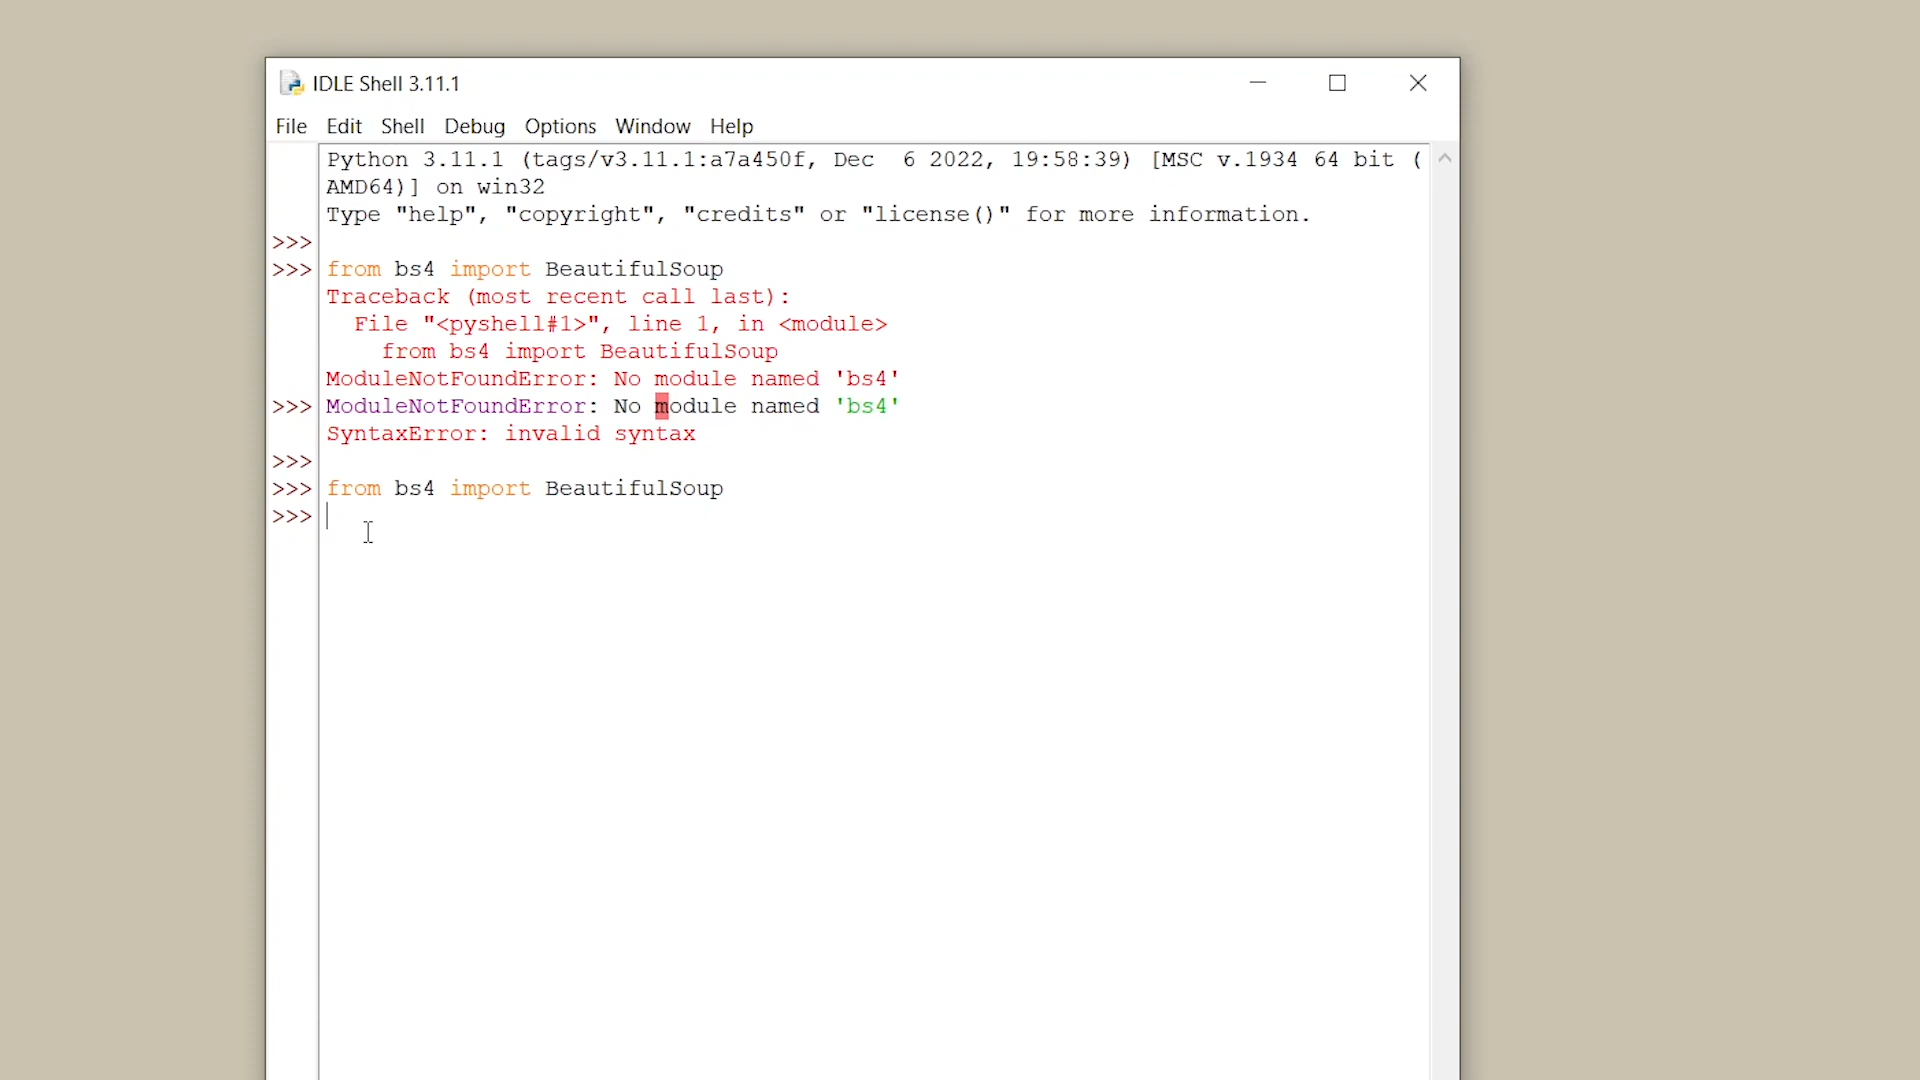 IDLE Shell 3.11.1
File Edit Shell Debug Options Window Help
Python 3.11.1 (tags/v3.11.1:a7a450f, Dec  6 2022, 19:58:39) [MSC v.1934 64 bit (
AMD64)] on win32
Type "help", "copyright", "credits" or "license()" for more information.
>>>
>>> from bs4 import BeautifulSoup
Traceback (most recent call last):
  File "<pyshell#1>", line 1, in <module>
    from bs4 import BeautifulSoup
ModuleNotFoundError: No module named 'bs4'
>>> ModuleNotFoundError: No module named 'bs4'
SyntaxError: invalid syntax
>>>
>>> from bs4 import BeautifulSoup
>>>